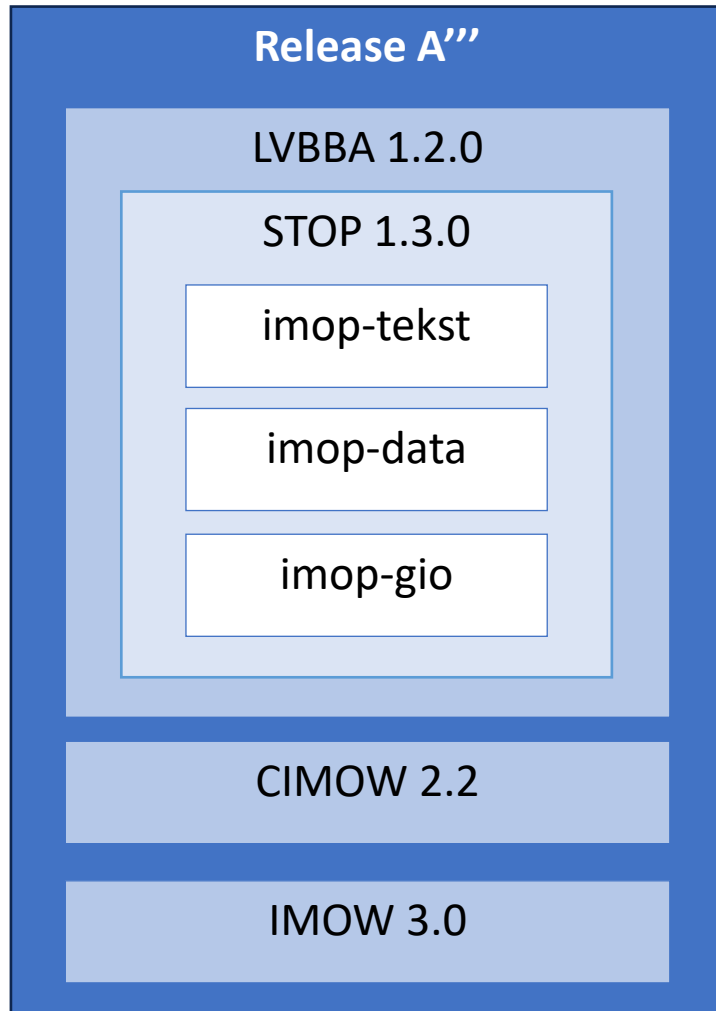 Release A’’’
LVBBA 1.2.0
STOP 1.3.0
imop-tekst
imop-data
imop-gio
CIMOW 2.2
IMOW 3.0